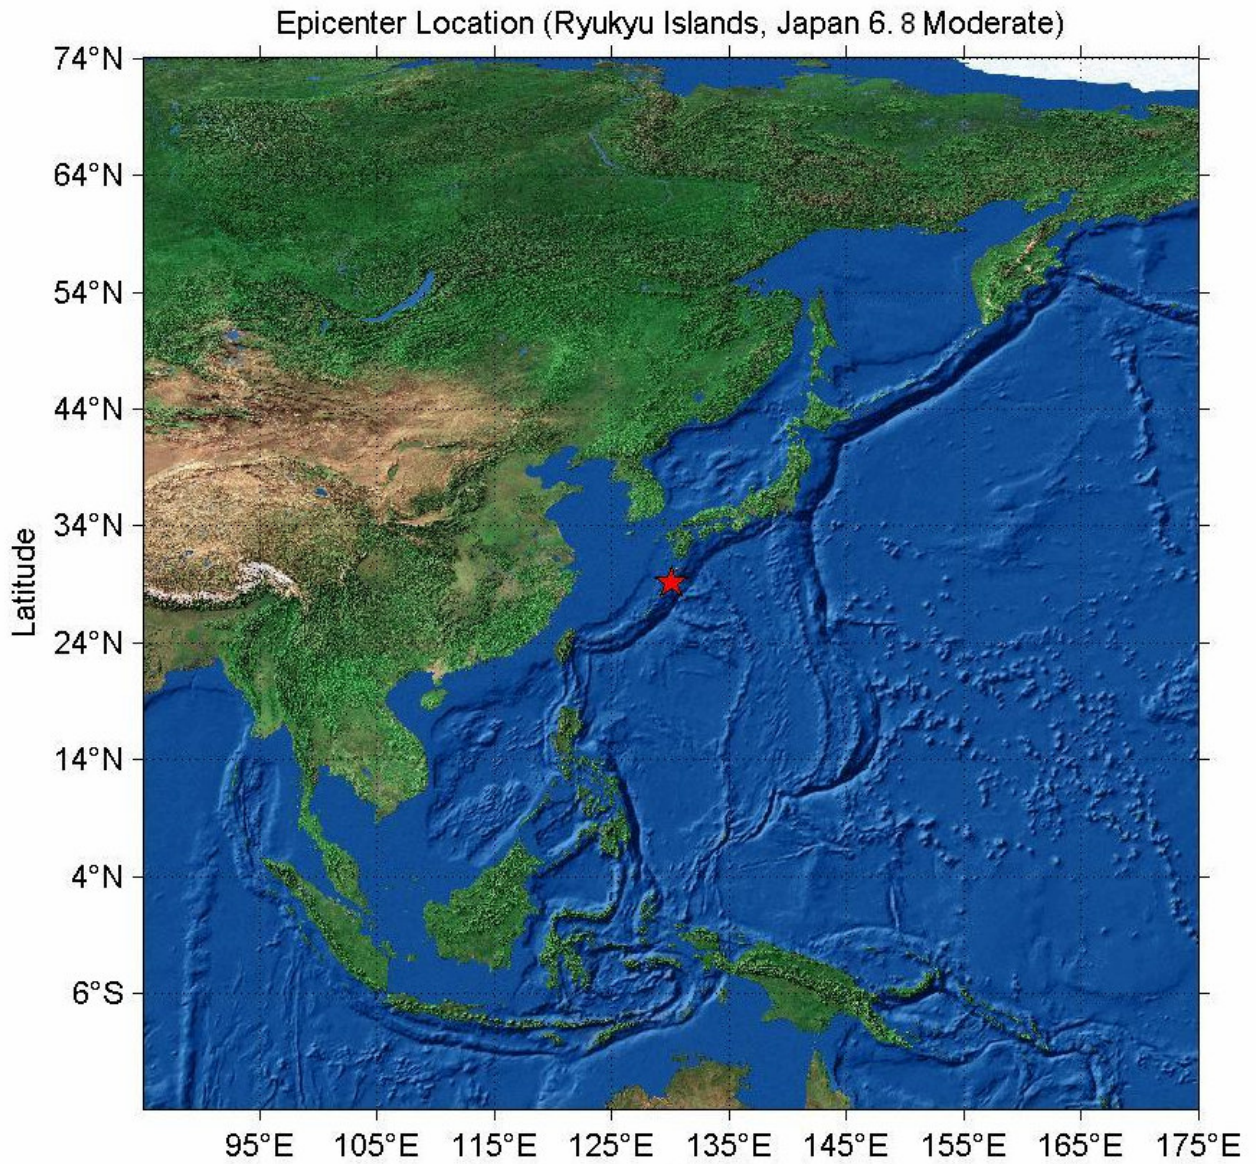 Epicenter Location (Ryukyu Islands, Japan 6.8 Moderate)
74°N
64°N
54°N
44°N
34°N
24°N
14°N
4°N
6°S
Latitude
95°E 105°E 115°E 125°E 135°E 145°E 155°E 165°E 175°E